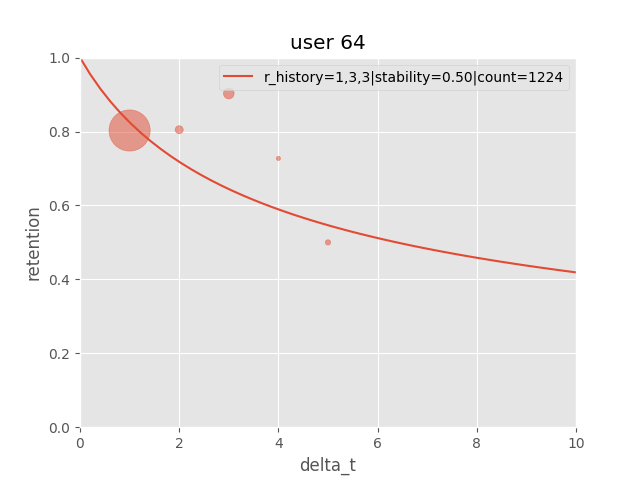 user 64
r_history=1,3,3|stability=0.50|count=1224
1.0
0.8
0.6
0.4
0.2
0.0
retention
0 2 4 6 8 10
delta_t